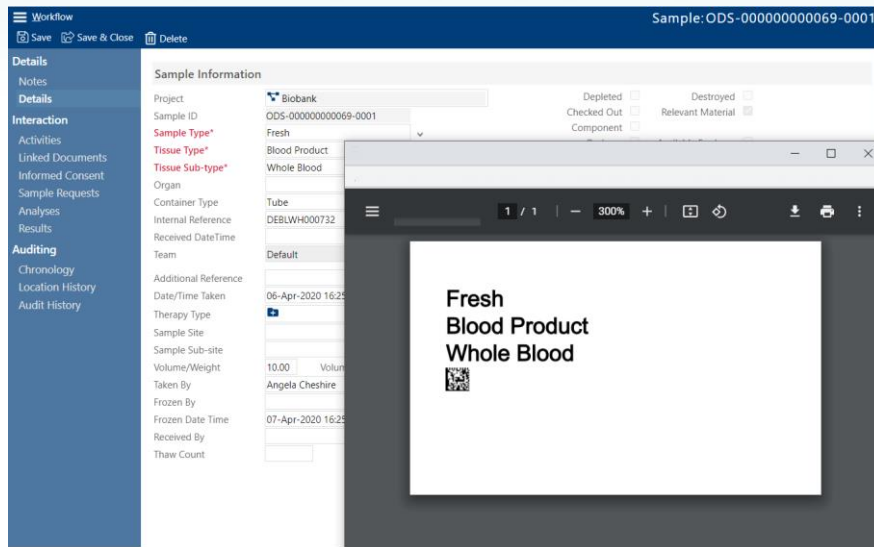 Workflow
Sample:ODS-000000000069-0001
Save Save & Close Delete
Details
Notes
Details
Interaction
Activities
Linked Documents
Informed Consent
Sample Requests
Analyses
Results
Auditing
Chronology
Location History
Audit History
Sample Information
Project Biobank Depleted Destroyed
Sample ID ODS-000000000069-0001 Checked Out Relevant Material
Sample Type* Fresh Component
Tissue Type* Blood Product
Tissue Sub-type* Whole Blood
Organ
Container Type Tube
Internal Reference DEBLWH000732
Received DateTime
Team Default
Additional Reference
Date/Time Taken 06-Apr-2020 16:25
Therapy Type
Sample Site
Sample Sub-site
Volume/Weight 10.00
Taken By Angela Cheshire
Frozen By
Frozen Date Time 07-Apr-2020 16:25
Received By
Thaw Count
1 / 1 300%
Fresh
Blood Product
Whole Blood